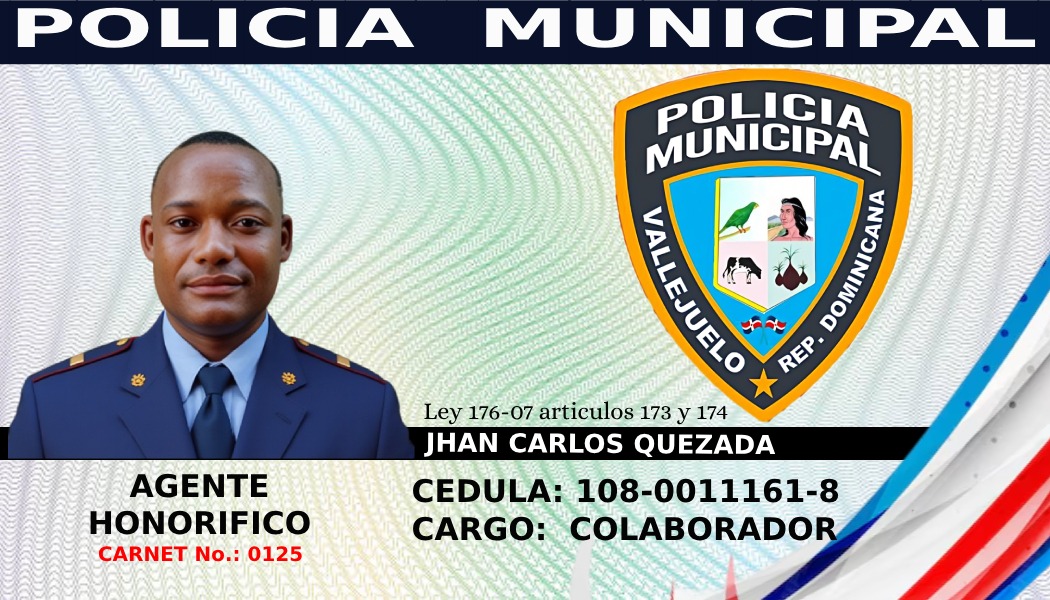 POLICIA MUNICIPAL
POLICIA
MUNICIPAL
VALLEJUELO
REP. DOMINICANA
Ley 176-07 articulos 173 y 174
JHAN CARLOS QUEZADA
AGENTE
HONORIFICO
CARNET No.: 0125
CEDULA: 108-0011161-8
CARGO: COLABORADOR